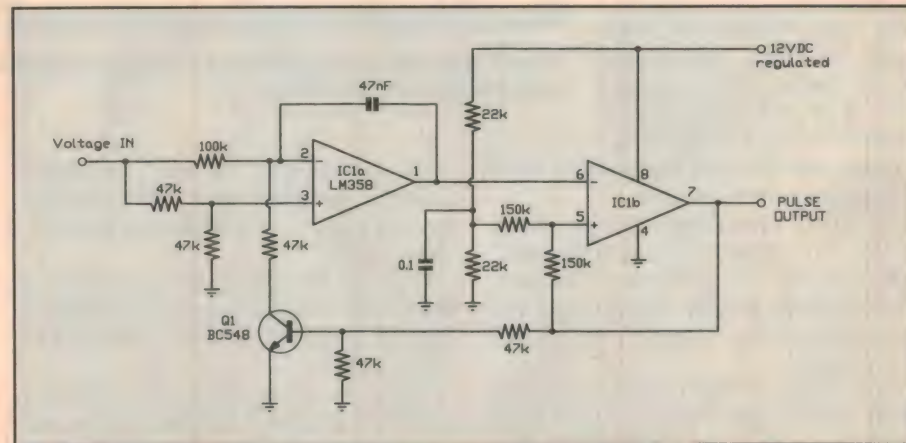 47nF
12VDC
regulated
22k
Voltage IN
100k
2
IC1a
LM358
1
3
47k
47k
47k
6
IC1b
8
7
PULSE
OUTPUT
5
4
150k
150k
0.1
22k
Q1
BC548
47k
47k